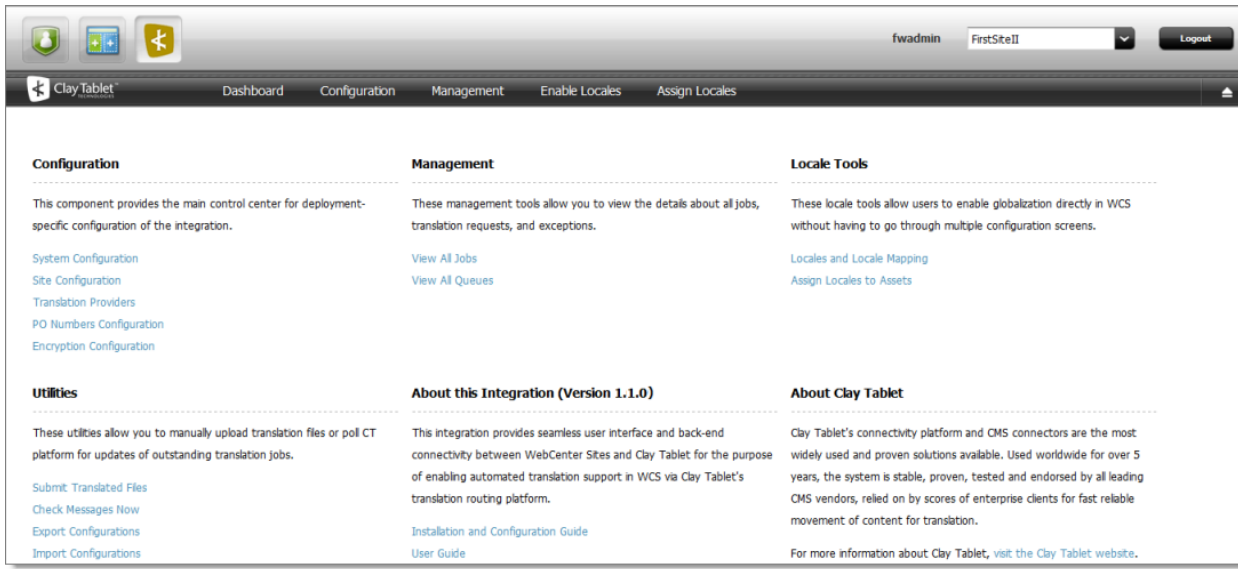 fwadmin FirstSiteII Logout
Clay Tablet™ Dashboard Configuration Management Enable Locales Assign Locales
TECHNOLOGIES
Configuration
This component provides the main control center for deployment-
specific configuration of the integration.
System Configuration
Site Configuration
Translation Providers
PO Numbers Configuration
Encryption Configuration
Management
These management tools allow you to view the details about all jobs,
translation requests, and exceptions.
View All Jobs
View All Queues
Locale Tools
These locale tools allow users to enable globalization directly in WCS
without having to go through multiple configuration screens.
Locales and Locale Mapping
Assign Locales to Assets
Utilities
These utilities allow you to manually upload translation files or poll CT
platform for updates of outstanding translation jobs.
Submit Translated Files
Check Messages Now
Export Configurations
Import Configurations
About this Integration (Version 1.1.0)
This integration provides seamless user interface and back-end
connectivity between WebCenter Sites and Clay Tablet for the purpose
of enabling automated translation support in WCS via Clay Tablet's
translation routing platform.
Installation and Configuration Guide
User Guide
About Clay Tablet
Clay Tablet's connectivity platform and CMS connectors are the most
widely used and proven solutions available. Used worldwide for over 5
years, the system is stable, proven, tested and endorsed by all leading
CMS vendors, relied on by scores of enterprise clients for fast reliable
movement of content for translation.
For more information about Clay Tablet, visit the Clay Tablet website.